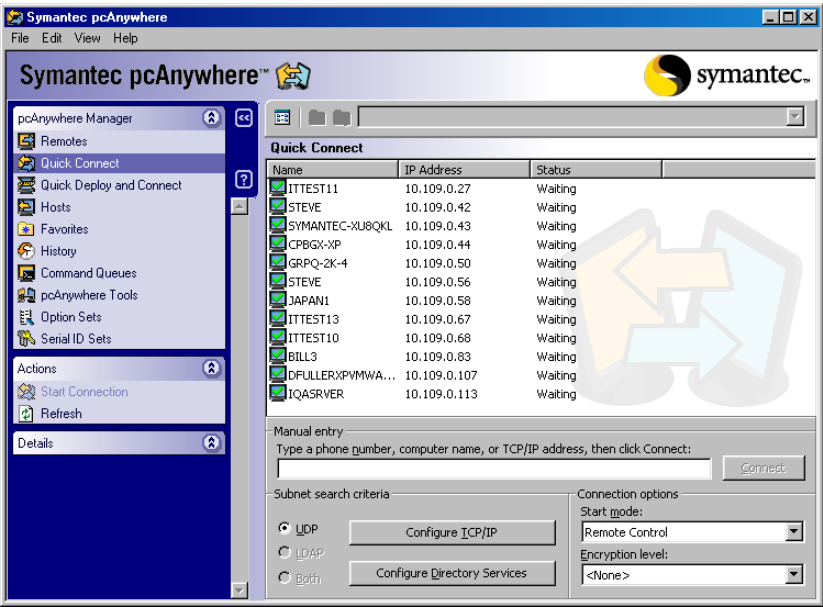 Symantec pcAnywhere
File Edit View Help
Symantec pcAnywhere™
symantec™
pcAnywhere Manager
Remotes
Quick Connect
Quick Deploy and Connect
Hosts
Favorites
History
Command Queues
pcAnywhere Tools
Option Sets
Serial ID Sets
Actions
Start Connection
Refresh
Details
?
Quick Connect
Name IP Address Status
ITTEST11 10.109.0.27 Waiting
STEVE 10.109.0.42 Waiting
SYMANTEC-XU8QKL 10.109.0.43 Waiting
CPBGX-XP 10.109.0.44 Waiting
GRPQ-2K-4 10.109.0.50 Waiting
STEVE 10.109.0.56 Waiting
JAPAN1 10.109.0.58 Waiting
ITTEST13 10.109.0.67 Waiting
ITTEST10 10.109.0.68 Waiting
BILL3 10.109.0.83 Waiting
DFULLERXPVMWA... 10.109.0.107 Waiting
IQASRVER 10.109.0.113 Waiting
Manual entry
Type a phone number, computer name, or TCP/IP address, then click Connect:
Connect
Subnet search criteria
UDP
LDAP
Both
Configure TCP/IP
Configure Directory Services
Connection options
Start mode:
Remote Control
Encryption level:
<None>